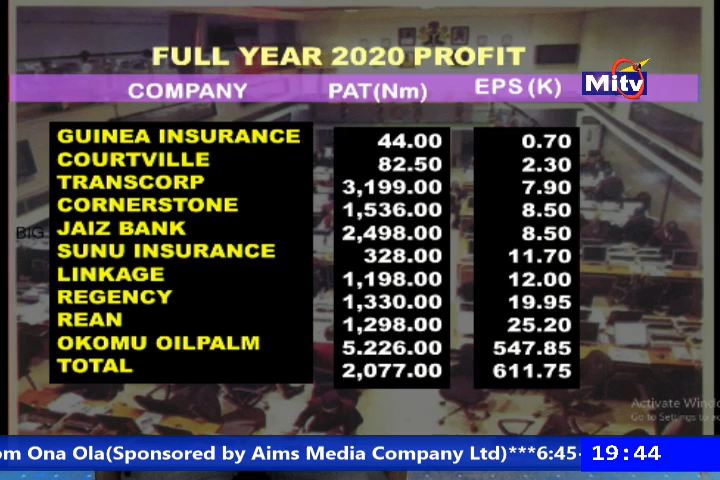 FULL YEAR 2020 PROFIT
COMPANY PAT(Nm) EPS (K)
Mitv
GUINEA INSURANCE 44.00 0.70
COURTVILLE 82.50 2.30
TRANSCORP 3,199.00 7.90
CORNERSTONE 1,536.00 8.50
BIG
JAIZ BANK 2,498.00 8.50
SUNU INSURANCE 328.00 11.70
LINKAGE 1,198.00 12.00
REGENCY 1,330.00 19.95
REAN 1,298.00 25.20
OKOMU OILPALM 5.226.00 547.85
TOTAL 2,077.00 611.75
Activate Windo
Go to Settings to a
om Ona Ola(Sponsored by Aims Media Company Ltd)***6:45- 19:44